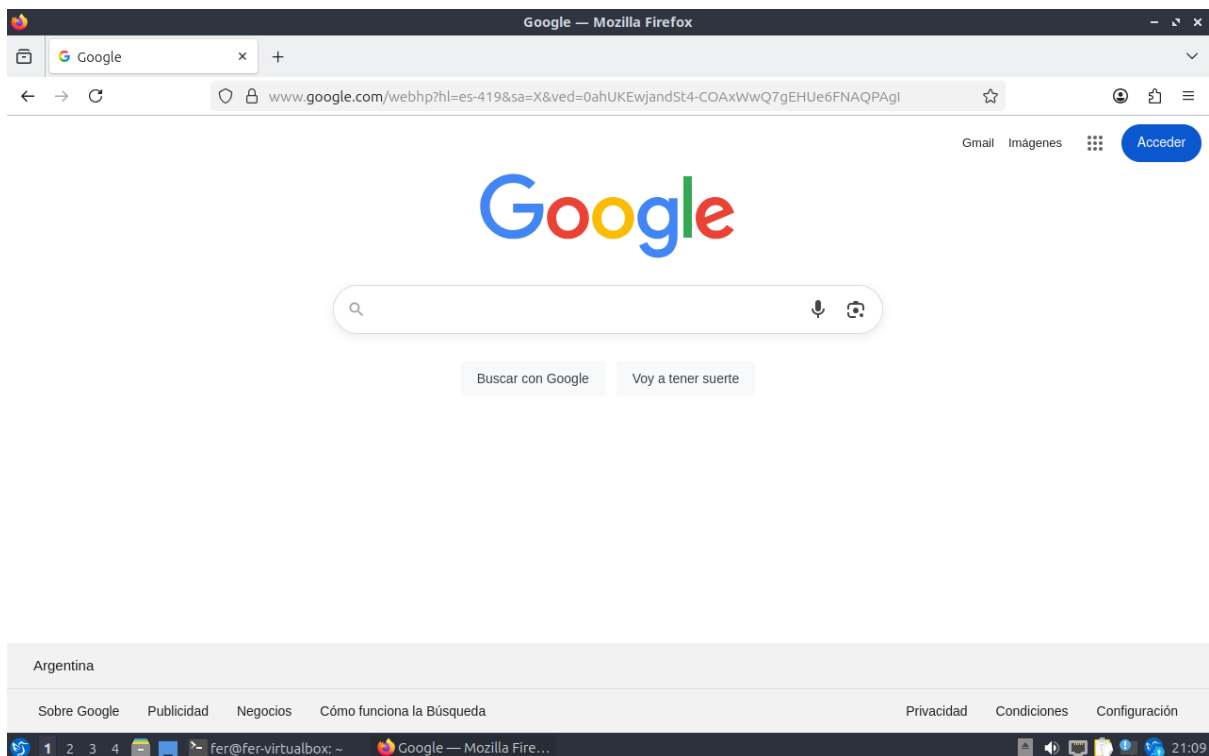 Google — Mozilla Firefox
Google
www.google.com/webhp?hl=es-419&sa=X&ved=0ahUKEwjandSt4-COAxWwQ7gEHUe6FNAQPAgI
Gmail Imágenes Acceder
Google
Buscar con Google Voy a tener suerte
Argentina
Sobre Google Publicidad Negocios Cómo funciona la Búsqueda Privacidad Condiciones Configuración
1 2 3 4 fer@fer-virtualbox: ~ Google — Mozilla Fire... 21:09